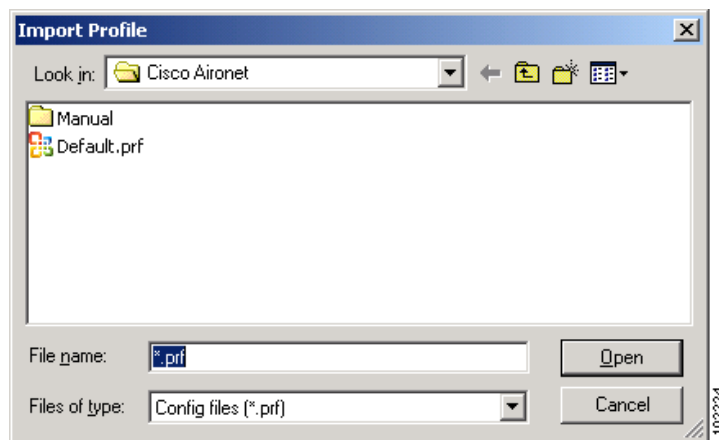 Import Profile
Look in: Cisco Aironet
Manual
Default.prf
File name: *.prf Open
Files of type: Config files (*.prf) Cancel